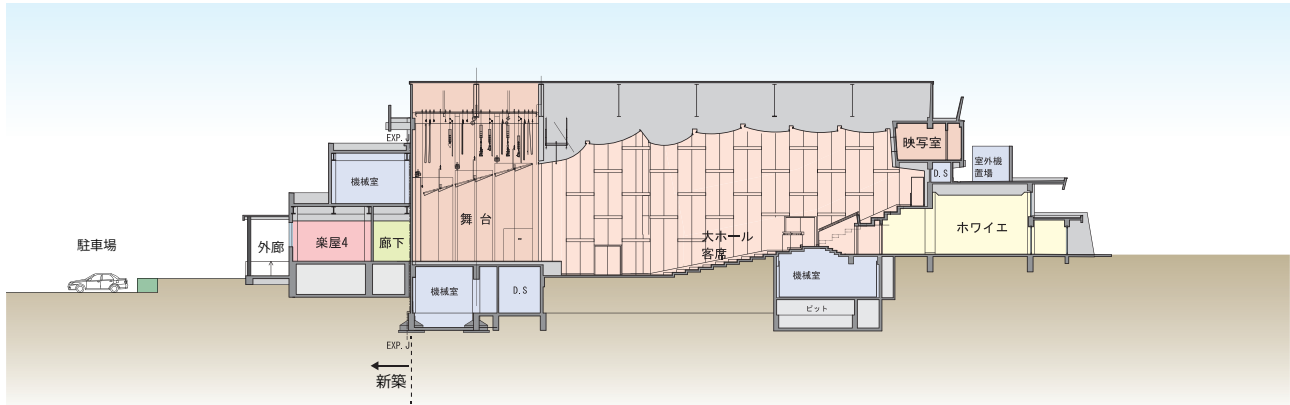 EXP.J
映写室
機械室
D.S
室外機
置場
舞台
ホワイエ
駐車場
外廊
楽屋4
廊下
大ホール
客席
機械室
機械室
D.S
ピット
EXP.J
新築